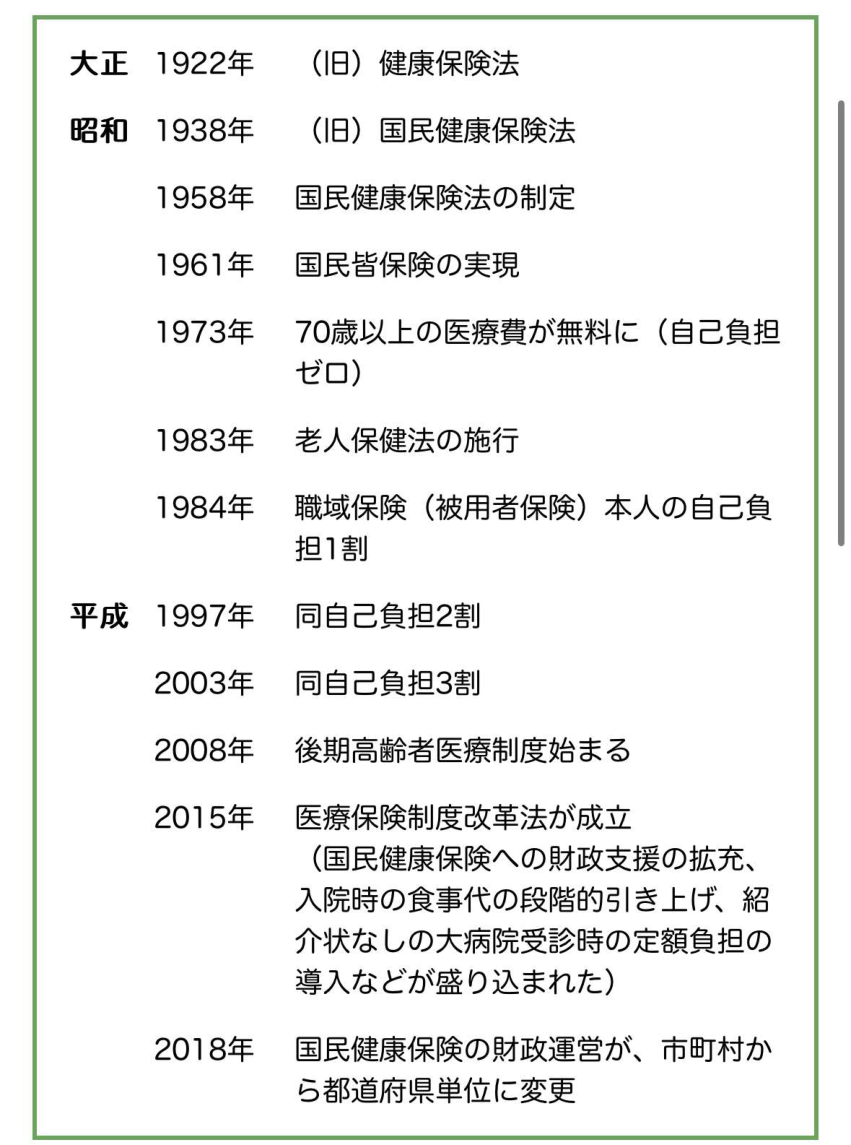 大正 1922年 （旧）健康保険法
昭和 1938年 （旧）国民健康保険法
1958年 国民健康保険法の制定
1961年 国民皆保険の実現
1973年 70歳以上の医療費が無料に（自己負担
ゼロ）
1983年 老人保健法の施行
1984年 職域保険（被用者保険）本人の自己負
担1割
平成 1997年 同自己負担2割
2003年 同自己負担3割
2008年 後期高齢者医療制度始まる
2015年 医療保険制度改革法が成立
（国民健康保険への財政支援の拡充、
入院時の食事代の段階的引き上げ、紹
介状なしの大病院受診時の定額負担の
導入などが盛り込まれた）
2018年 国民健康保険の財政運営が、市町村か
ら都道府県単位に変更